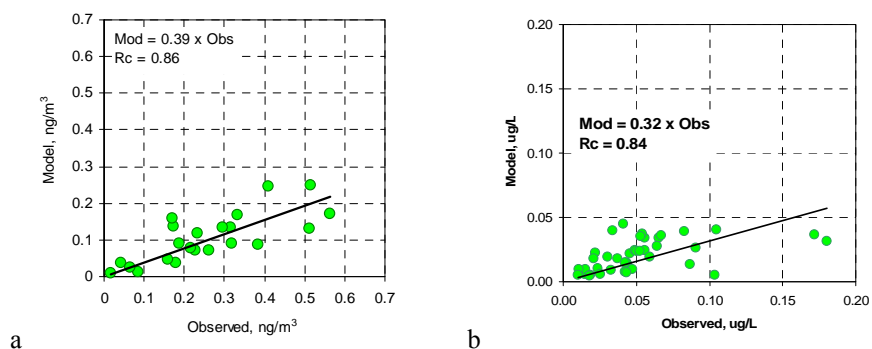 0.7
0.6
0.5
0.4
0.3
0.2
0.1
0
Model, ng/m³
Mod = 0.39 x Obs
Rc = 0.86
0 0.1 0.2 0.3 0.4 0.5 0.6 0.7
Observed, ng/m³
a
0.20
0.15
0.10
0.05
0.00
Model, ug/L
Mod = 0.32 x Obs
Rc = 0.84
0.00 0.05 0.10 0.15 0.20
Observed, ug/L
b